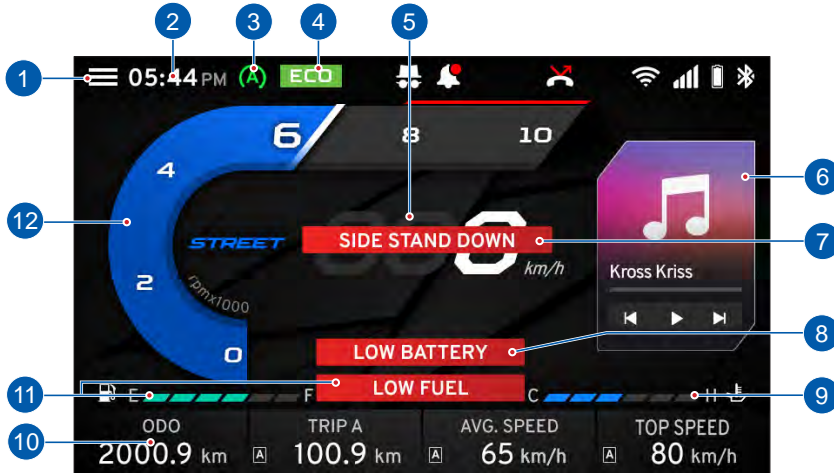 2 3 4 5
1 05:44 PM (A) ECO
6 8 10
4
6
12 STREET SIDE STAND DOWN 7
0 km/h
Kross Kriss
2 rpmx1000
0 LOW BATTERY 8
11 E F LOW FUEL C H 9
ODO TRIP A AVG. SPEED TOP SPEED
10 2000.9 km A 100.9 km A 65 km/h A 80 km/h